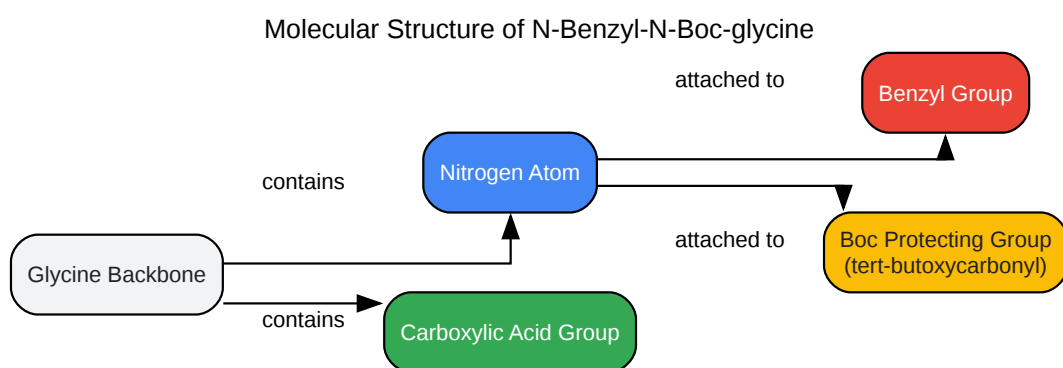 Molecular Structure of N-Benzyl-N-Boc-glycine
attached to
Benzyl Group
contains
Nitrogen Atom
attached to
Boc Protecting Group
(tert-butoxycarbonyl)
Glycine Backbone
contains
Carboxylic Acid Group